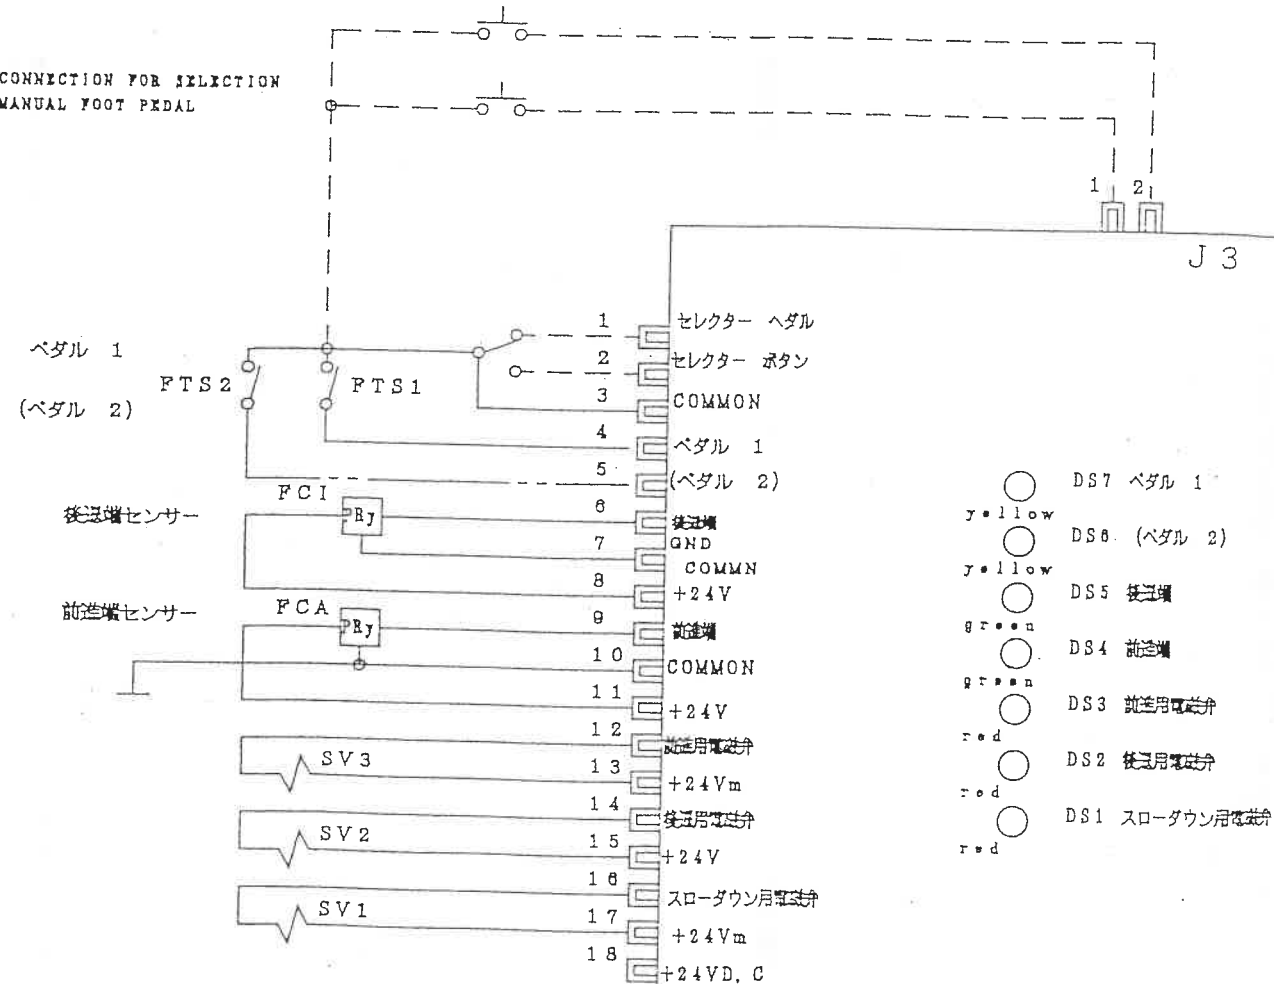 CONNECTION FOR SELECTION
MANUAL FOOT PEDAL
1 2
J3
1 セレクター ペダル
ペダル 1
2 セレクター ボタン
FTS2 FTS1
3 COMMON
(ペダル 2)
4 ペダル 1
5 (ペダル 2)
DS7 ペダル 1
yellow
FCI
後退端センサー
PRy
6 後退端
DS6 (ペダル 2)
yellow
7 GND
COMMN
8 +24V
DS5 後退端
green
FCA
前進端センサー
PRy
9 前進端
DS4 前進端
green
10 COMMON
11 +24V
DS3 前進用電磁弁
red
12 前進用電磁弁
SV3
13 +24Vm
DS2 後退用電磁弁
red
14 後退用電磁弁
SV2
15 +24V
DS1 スローダウン用電磁弁
red
16 スローダウン用電磁弁
SV1
17 +24Vm
18 +24VD,C